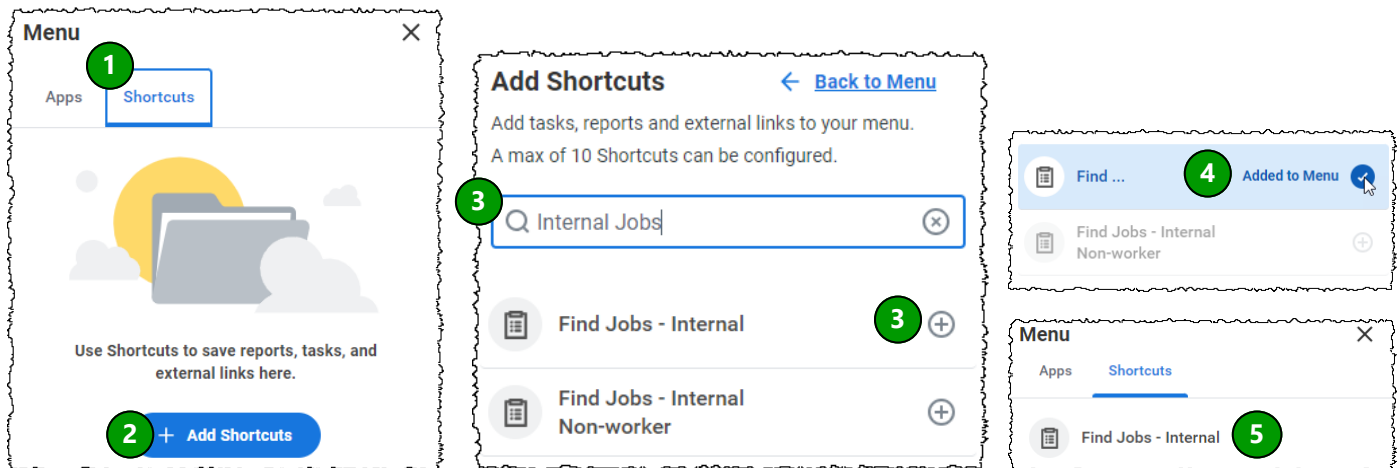 Menu
1
Apps
Shortcuts
Use Shortcuts to save reports, tasks, and
external links here.
2
+ Add Shortcuts
Add Shortcuts
← Back to Menu
Add tasks, reports and external links to your menu.
A max of 10 Shortcuts can be configured.
3
Internal Jobs
Find Jobs - Internal
3
Find Jobs - Internal
Non-worker
Find ...
4
Added to Menu
Find Jobs - Internal
Non-worker
Menu
Apps
Shortcuts
Find Jobs - Internal
5